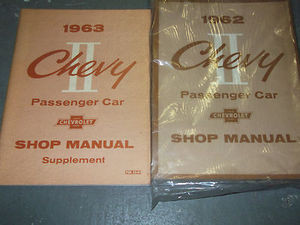 1963
II
Chevy
Passenger Car
CHEVROLET
SHOP MANUAL
Supplement
1962
II
Chevy
Passenger Car
CHEVROLET
SHOP MANUAL